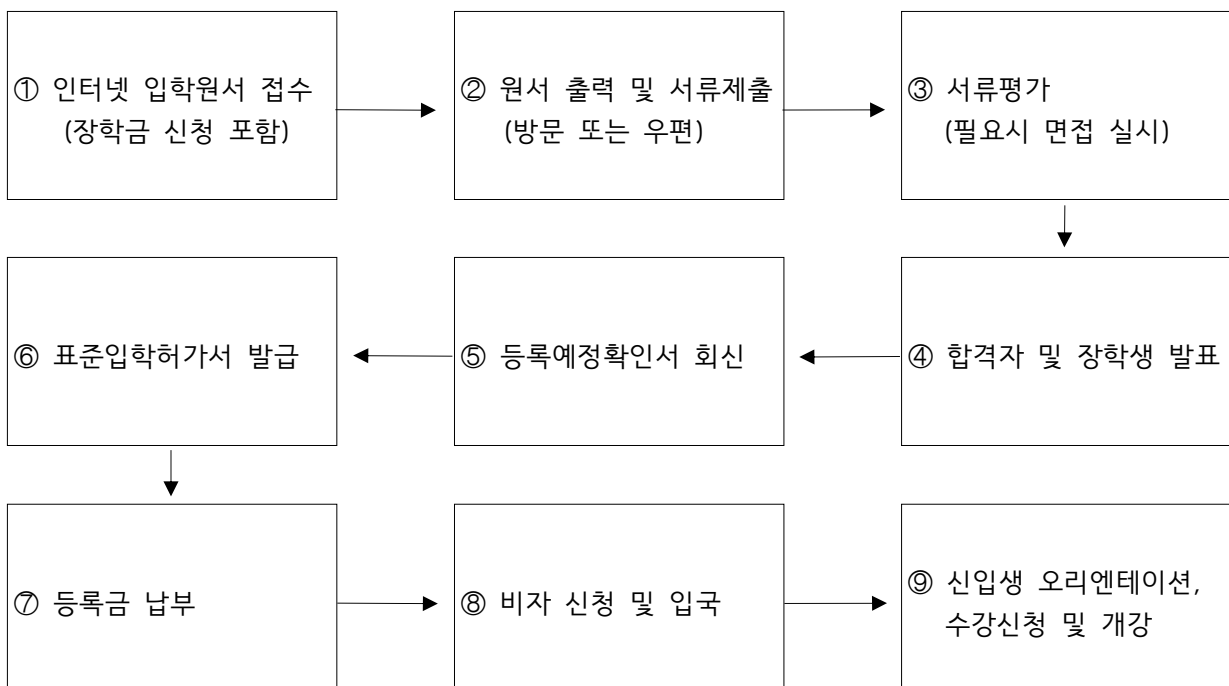 ① 인터넷 입학원서 접수
(장학금 신청 포함)
② 원서 출력 및 서류제출
(방문 또는 우편)
③ 서류평가
(필요시 면접 실시)
④ 합격자 및 장학생 발표
⑤ 등록예정확인서 회신
⑥ 표준입학허가서 발급
⑦ 등록금 납부
⑧ 비자 신청 및 입국
⑨ 신입생 오리엔테이션,
수강신청 및 개강